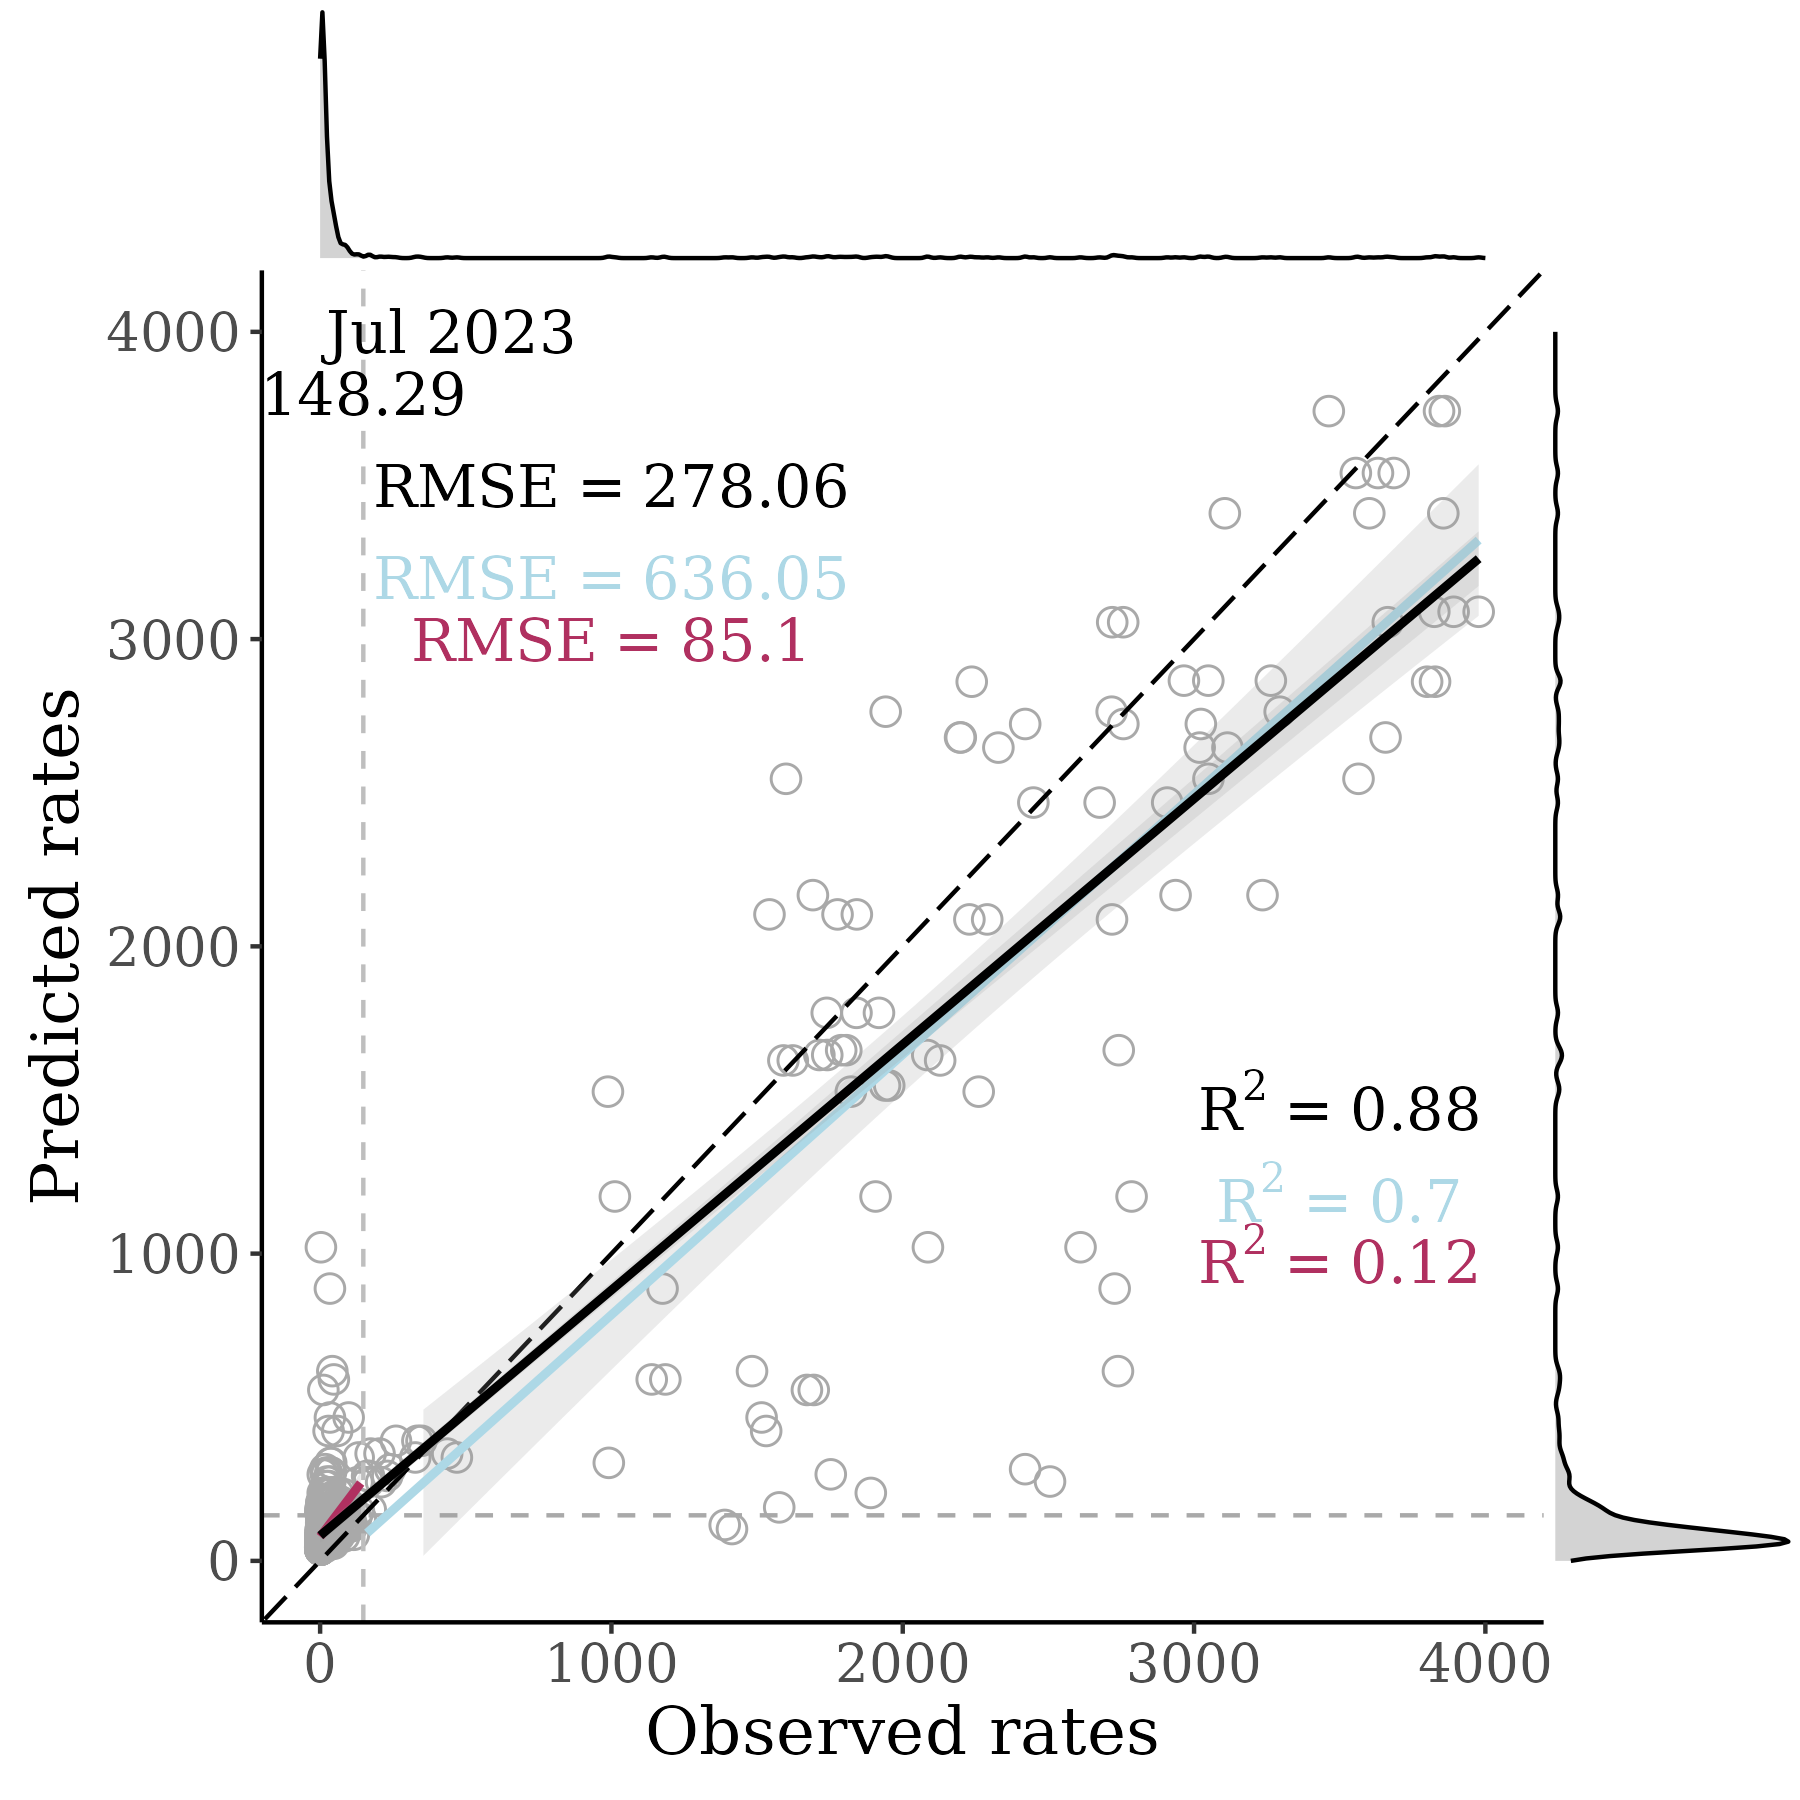 Jul 2023
148.29
RMSE = 278.06
RMSE = 636.05
RMSE = 85.1
R² = 0.88
R² = 0.7
R² = 0.12
Predicted rates
4000
3000
2000
1000
0
0 1000 2000 3000 4000
Observed rates